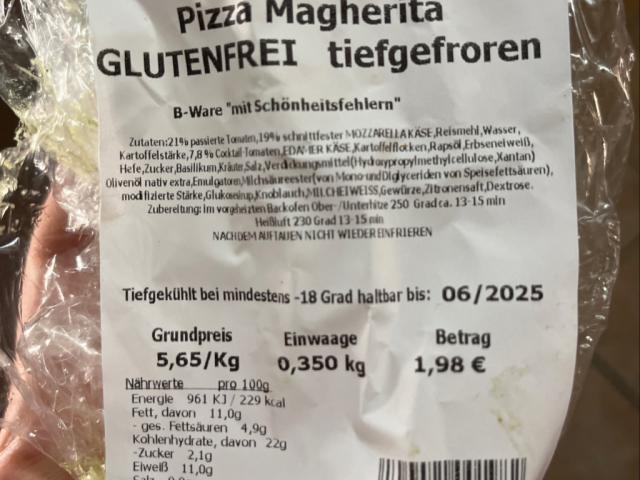 Pizza Magherita
GLUTENFREI tiefgefroren
B-Ware "mit Schönheitsfehlern"
Zutaten:21% passierte Tomaten,19% schnittfester MOZZARELLA KÄSE,Reismehl,Wasser,
Kartoffelstärke,7,8% Cocktail-Tomaten,EDAMER KÄSE,Kartoffelflocken,Rapsöl,Erbseneiweiß,
Hefe,Zucker,Basilikum,Kräuter,Salz,Verdickungsmittel(Hydroxypropylmethylcellulose,Xantan)
Olivenöl nativ extra,Emulgatoren,Milchsäureester(von Mono-und Diglyceriden von Speisefettsäuren),
modifizierte Stärke,Glukosesirup,Knoblauch,MILCHEIWEISS,Gewürze,Zitronensaft,Dextrose.
Zubereitung: im vorgeheizten Backofen Ober-/Unterhitze 250 Grad ca. 13-15 min
Heißluft 230 Grad 13-15 min
NACH DEM AUFTAUEN NICHT WIEDER EINFRIEREN
Tiefgekühlt bei mindestens -18 Grad haltbar bis: 06/2025
Grundpreis Einwaage Betrag
5,65/Kg 0,350 kg 1,98 €
Nährwerte pro 100g
Energie 961 KJ / 229 kcal
Fett, davon 11,0g
- ges. Fettsäuren 4,9g
Kohlenhydrate, davon 22g
-Zucker 2,1g
Eiweiß 11,0g